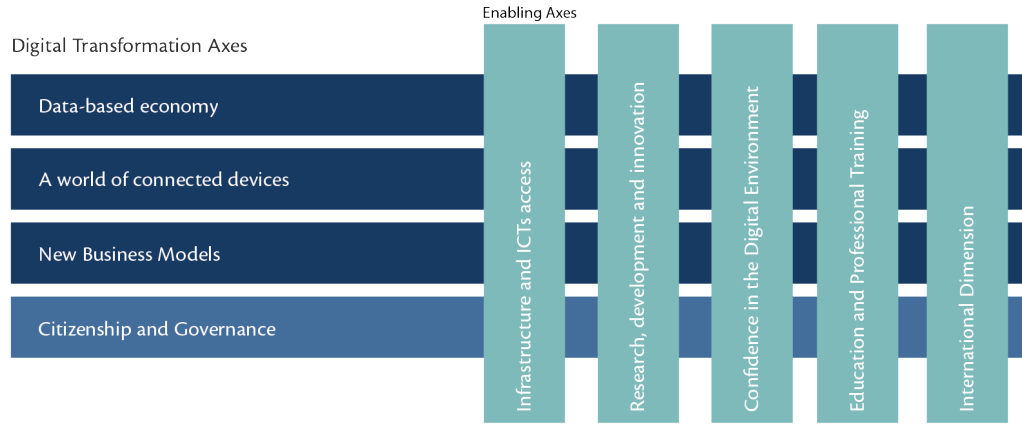 Enabling Axes
Digital Transformation Axes
Data-based economy
A world of connected devices
New Business Models
Citizenship and Governance
Infrastructure and ICTs access
Research, development and innovation
Confidence in the Digital Environment
Education and Professional Training
International Dimension